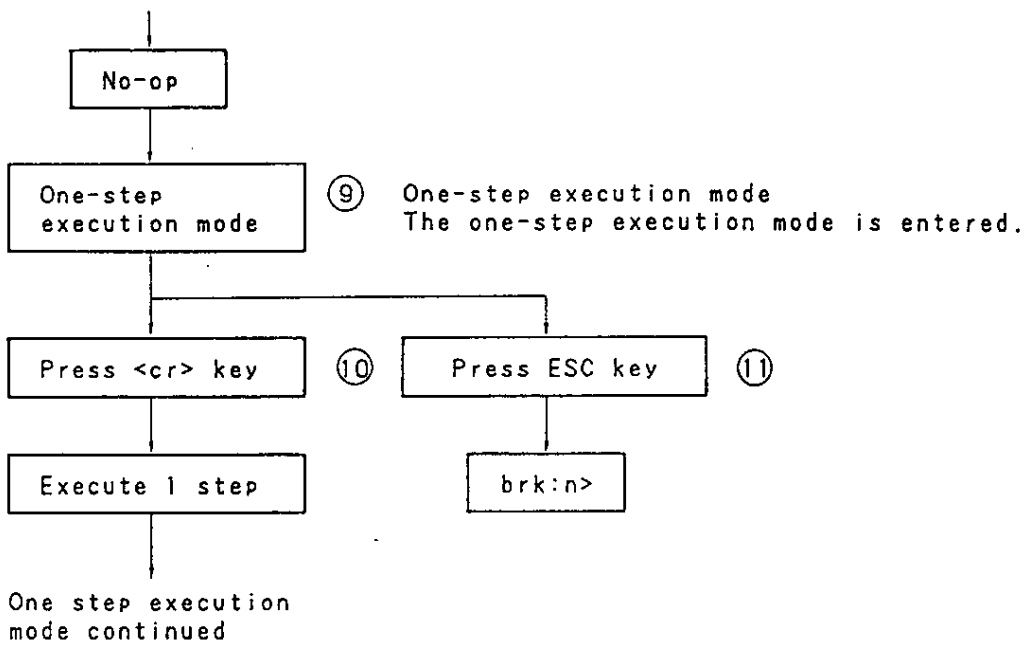 No-op
One-step
execution mode
⑨ One-step execution mode
The one-step execution mode is entered.
Press <cr> key
⑩
Press ESC key
⑪
Execute 1 step
brk:n>
One step execution
mode continued